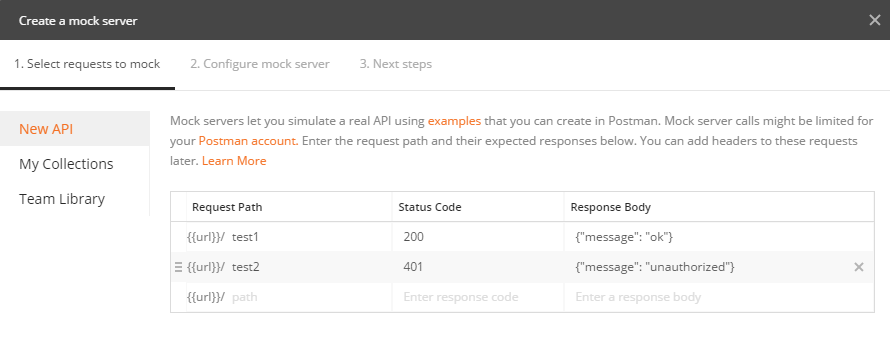 Create a mock server
1. Select requests to mock 2. Configure mock server 3. Next steps
New API
My Collections
Team Library
Mock servers let you simulate a real API using examples that you can create in Postman. Mock server calls might be limited for
your Postman account. Enter the request path and their expected responses below. You can add headers to these requests
later. Learn More
Request Path Status Code Response Body
{{url}}/ test1 200 {"message": "ok"}
{{url}}/ test2 401 {"message": "unauthorized"}
{{url}}/ path Enter response code Enter a response body